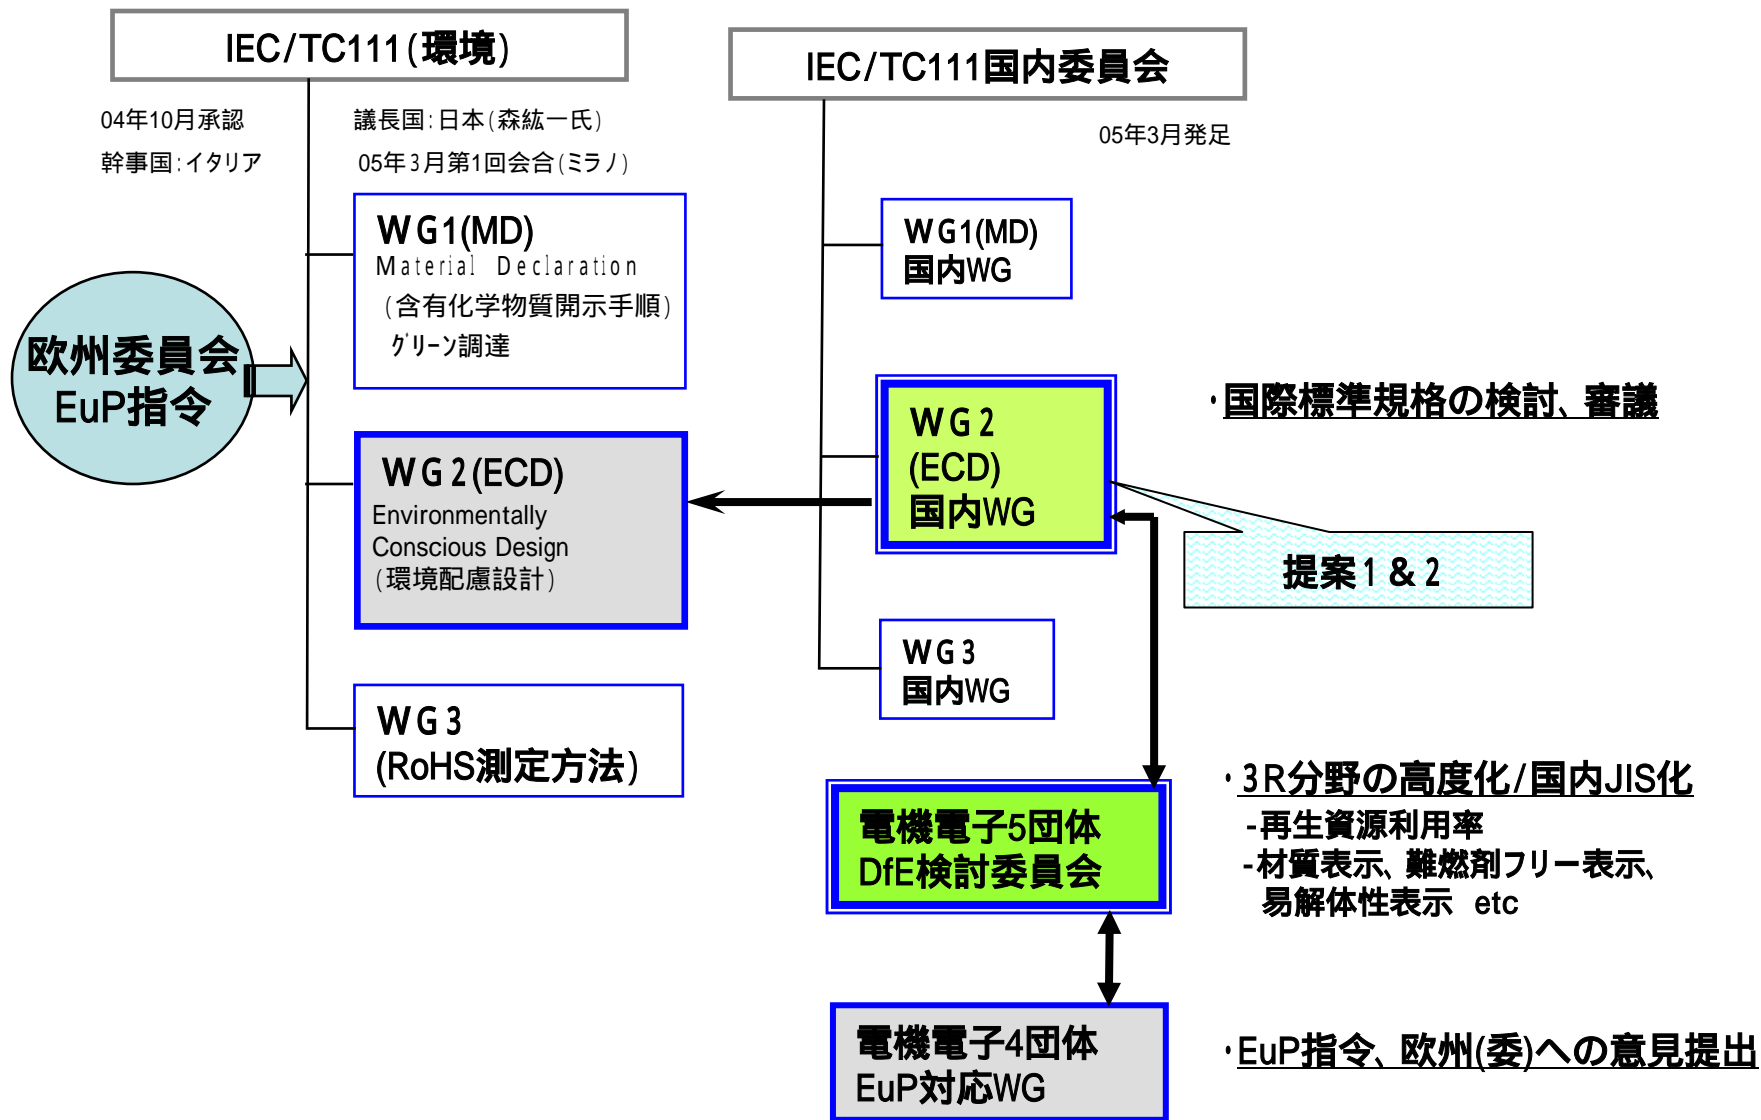 IEC/TC111(環境)
04年10月承認
幹事国:イタリア
議長国:日本(森紘一氏)
05年3月第1回会合(ミラノ)
欧州委員会
EuP指令
WG1(MD)
Material Declaration
(含有化学物質開示手順)
グリーン調達
WG2(ECD)
Environmentally
Conscious Design
(環境配慮設計)
WG3
(RoHS測定方法)
IEC/TC111国内委員会
05年3月発足
WG1(MD)
国内WG
WG2
(ECD)
国内WG
・国際標準規格の検討、審議
提案1&2
WG3
国内WG
電機電子5団体
DfE検討委員会
・3R分野の高度化/国内JIS化
-再生資源利用率
-材質表示、難燃剤フリー表示、
易解体性表示 etc
電機電子4団体
EuP対応WG
・EuP指令、欧州(委)への意見提出